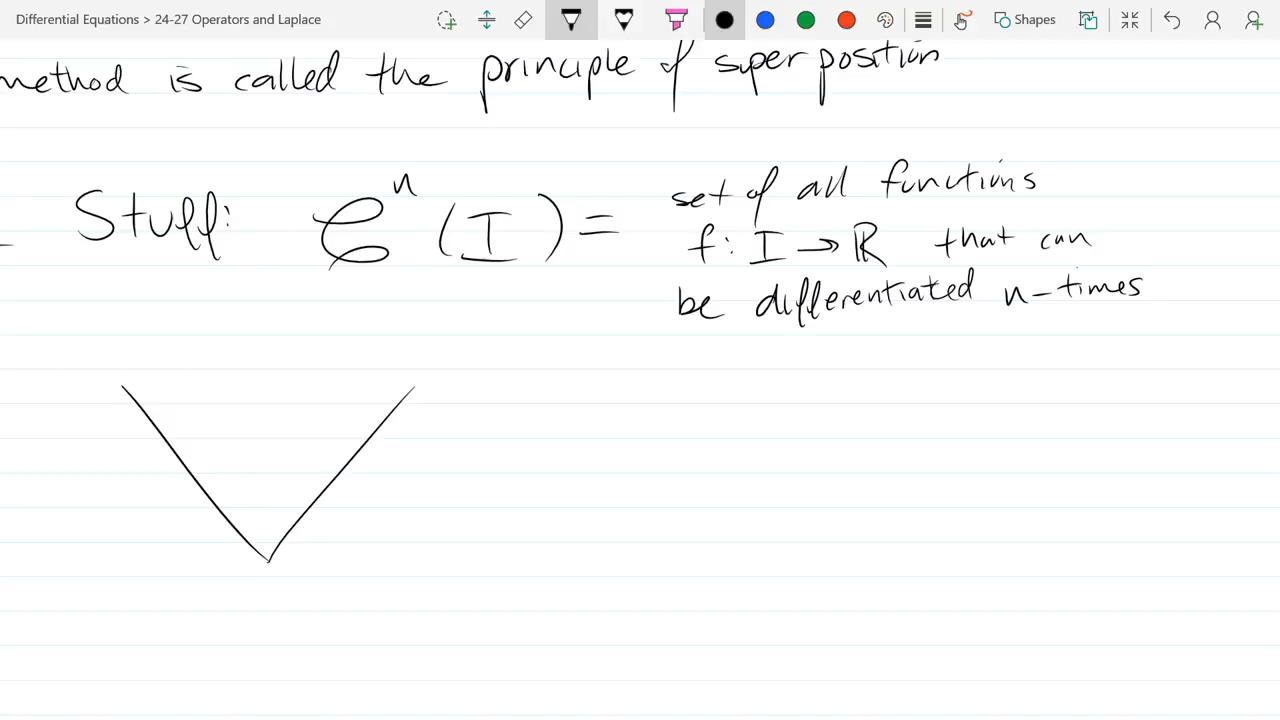 Differential Equations > 24-27 Operators and Laplace
Shapes
method is called the principle of superposition
Stuff: 𝒞ⁿ (I) = set of all functions
f: I → ℝ that can
be differentiated n-times